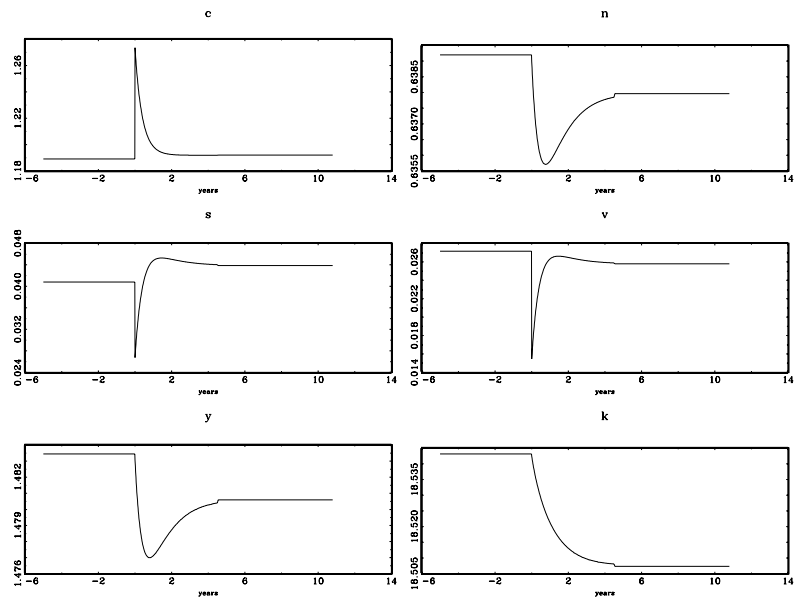 c
1.26
1.22
1.18
-6 -2 2 6 10 14
years
n
0.6385
0.6370
0.6355
-6 -2 2 6 10 14
years
s
0.048
0.040
0.032
0.024
-6 -2 2 6 10 14
years
v
0.026
0.022
0.018
0.014
-6 -2 2 6 10 14
years
y
1.482
1.479
1.476
-6 -2 2 6 10 14
years
k
18.535
18.520
18.505
-6 -2 2 6 10 14
years